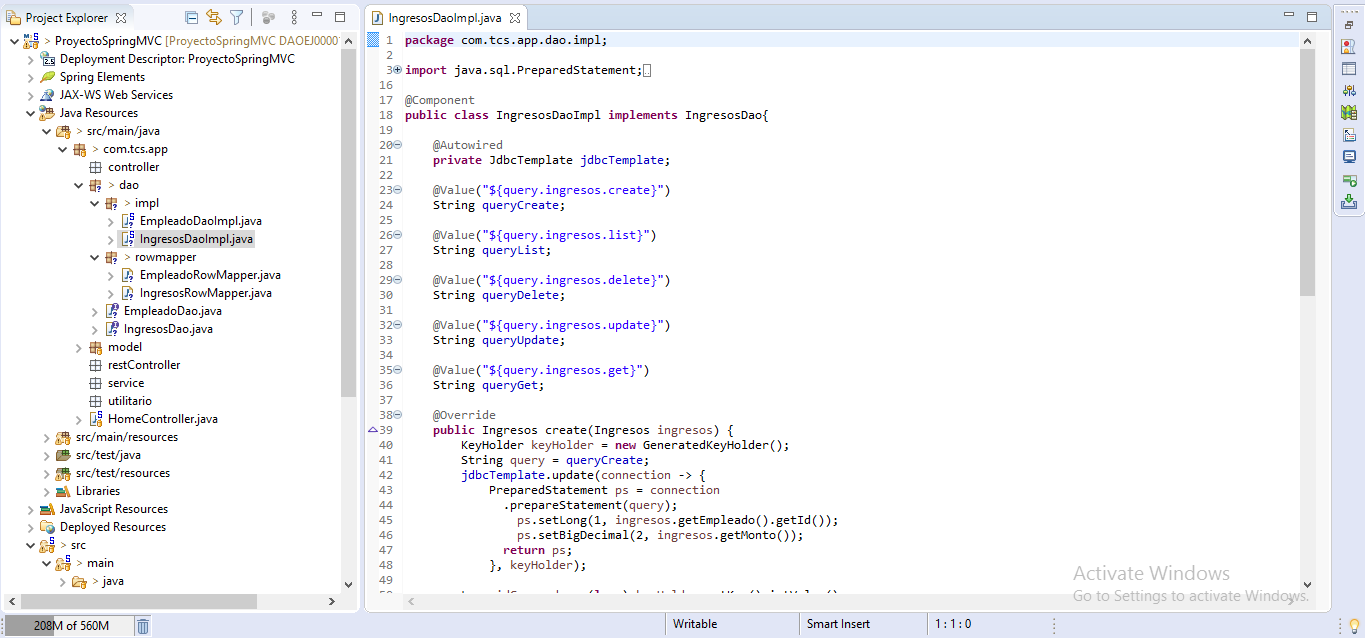 Project Explorer
> ProyectoSpringMVC [ProyectoSpringMVC DAOEJ0000
Deployment Descriptor: ProyectoSpringMVC
Spring Elements
JAX-WS Web Services
Java Resources
> src/main/java
> com.tcs.app
controller
> dao
> impl
EmpleadoDaoImpl.java
IngresosDaoImpl.java
> rowmapper
EmpleadoRowMapper.java
IngresosRowMapper.java
EmpleadoDao.java
IngresosDao.java
model
restController
service
utilitario
HomeController.java
src/main/resources
src/test/java
src/test/resources
Libraries
JavaScript Resources
Deployed Resources
> src
> main
> java
208M of 560M
IngresosDaoImpl.java
1 package com.tcs.app.dao.impl;
2
3 import java.sql.PreparedStatement;
16
17 @Component
18 public class IngresosDaoImpl implements IngresosDao{
19
20 @Autowired
21 private JdbcTemplate jdbcTemplate;
22
23 @Value("${query.ingresos.create}")
24 String queryCreate;
25
26 @Value("${query.ingresos.list}")
27 String queryList;
28
29 @Value("${query.ingresos.delete}")
30 String queryDelete;
31
32 @Value("${query.ingresos.update}")
33 String queryUpdate;
34
35 @Value("${query.ingresos.get}")
36 String queryGet;
37
38 @Override
39 public Ingresos create(Ingresos ingresos) {
40 KeyHolder keyHolder = new GeneratedKeyHolder();
41 String query = queryCreate;
42 jdbcTemplate.update(connection -> {
43 PreparedStatement ps = connection
44 .prepareStatement(query);
45 ps.setLong(1, ingresos.getEmpleado().getId());
46 ps.setBigDecimal(2, ingresos.getMonto());
47 return ps;
48 }, keyHolder);
49
Activate Windows
Go to Settings to activate Windows.
Writable
Smart Insert
1 : 1 : 0